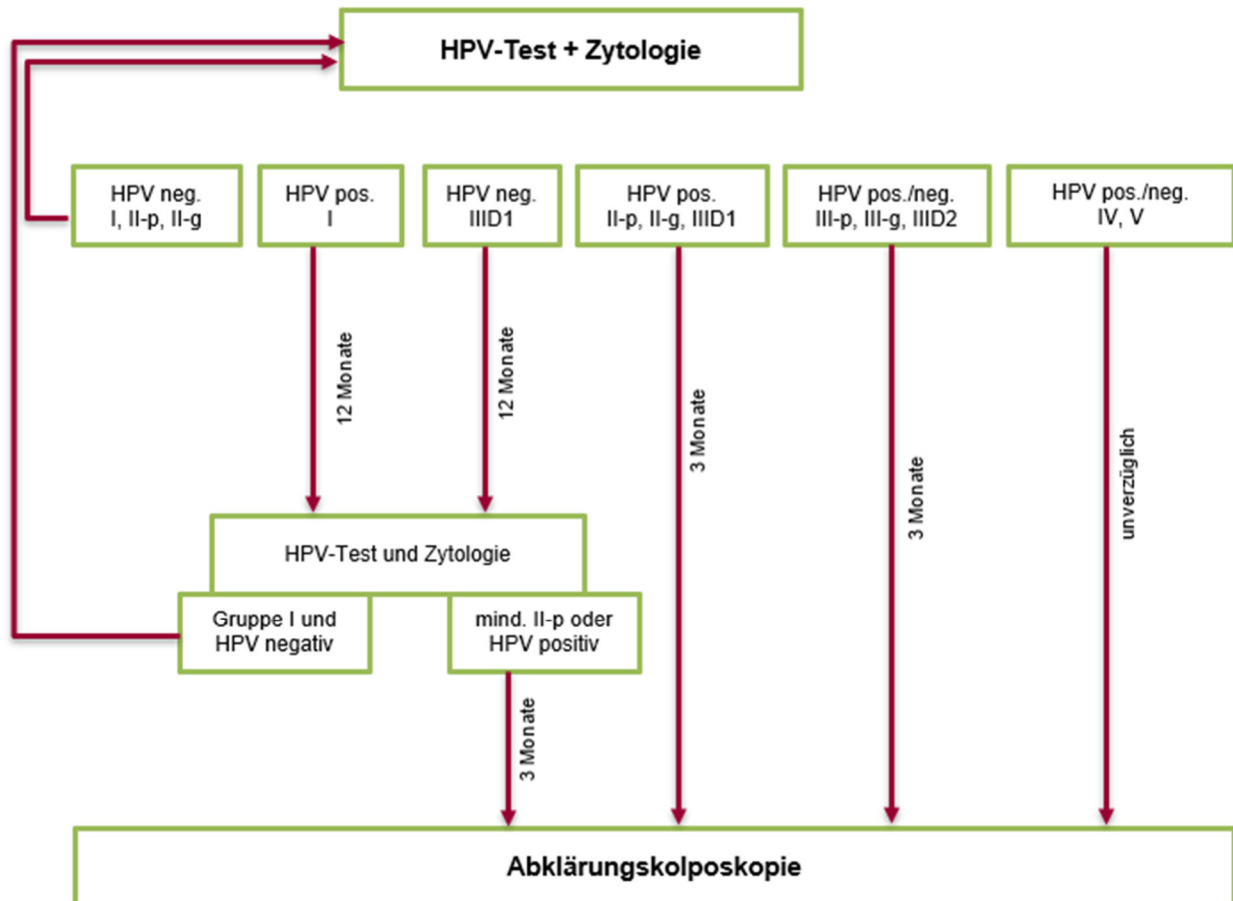 HPV-Test + Zytologie
HPV neg.
I, II-p, II-g
HPV pos.
I
HPV neg.
IIID1
HPV pos.
II-p, II-g, IIID1
HPV pos./neg.
III-p, III-g, IIID2
HPV pos./neg.
IV, V
12 Monate
12 Monate
3 Monate
3 Monate
unverzüglich
HPV-Test und Zytologie
Gruppe I und
HPV negativ
mind. II-p oder
HPV positiv
3 Monate
Abklärungskolposkopie